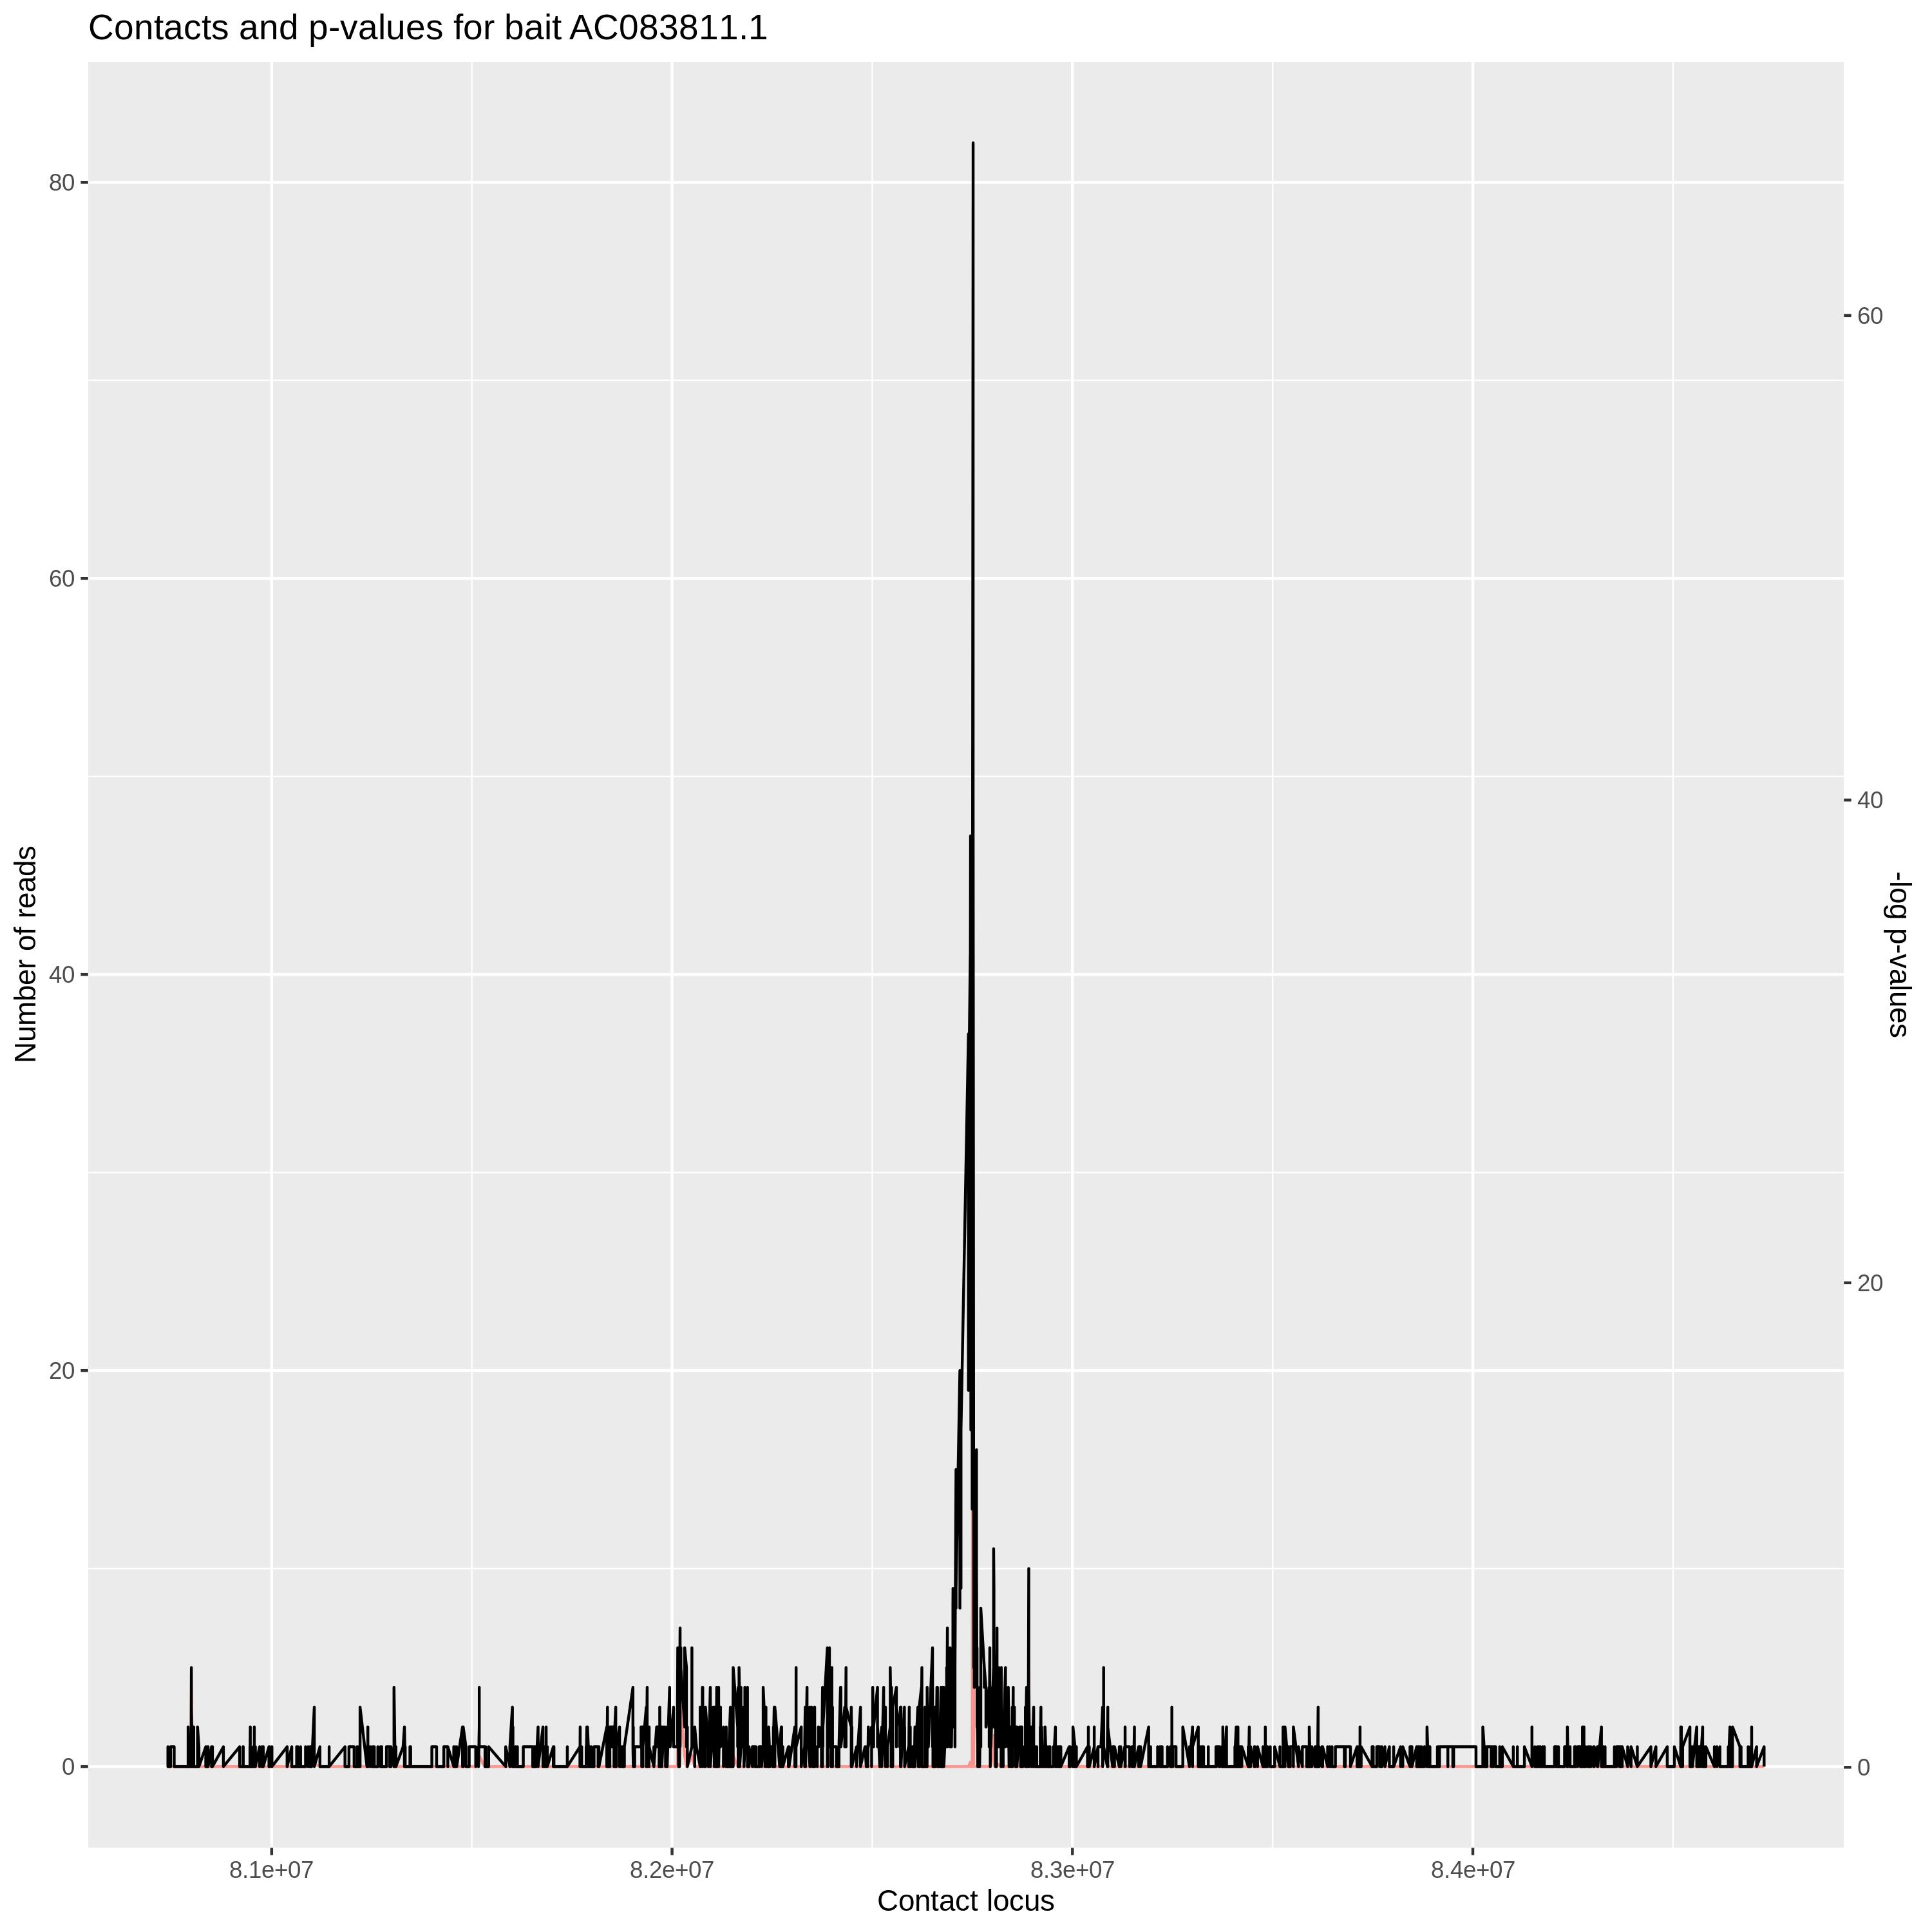 Contacts and p-values for bait AC083811.1
80
60
40
20
0
Number of reads
60
40
20
0
-log p-values
8.1e+07 8.2e+07 8.3e+07 8.4e+07
Contact locus